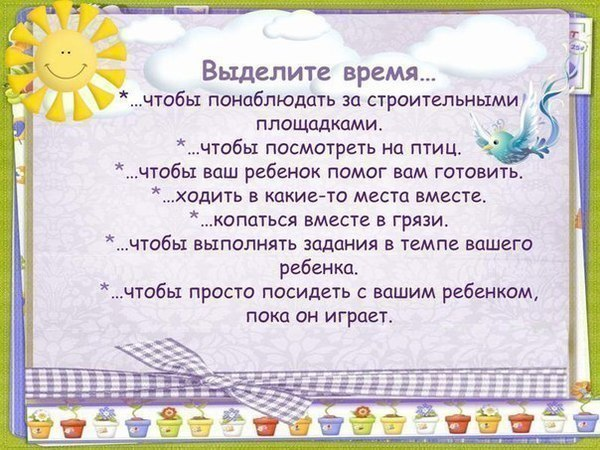 Выделите время...
*...чтобы понаблюдать за строительными
площадками.
*...чтобы посмотреть на птиц.
*...чтобы ваш ребенок помог вам готовить.
*...ходить в какие-то места вместе.
*...копаться вместе в грязи.
*...чтобы выполнять задания в темпе вашего
ребенка.
*...чтобы просто посидеть с вашим ребенком,
пока он играет.